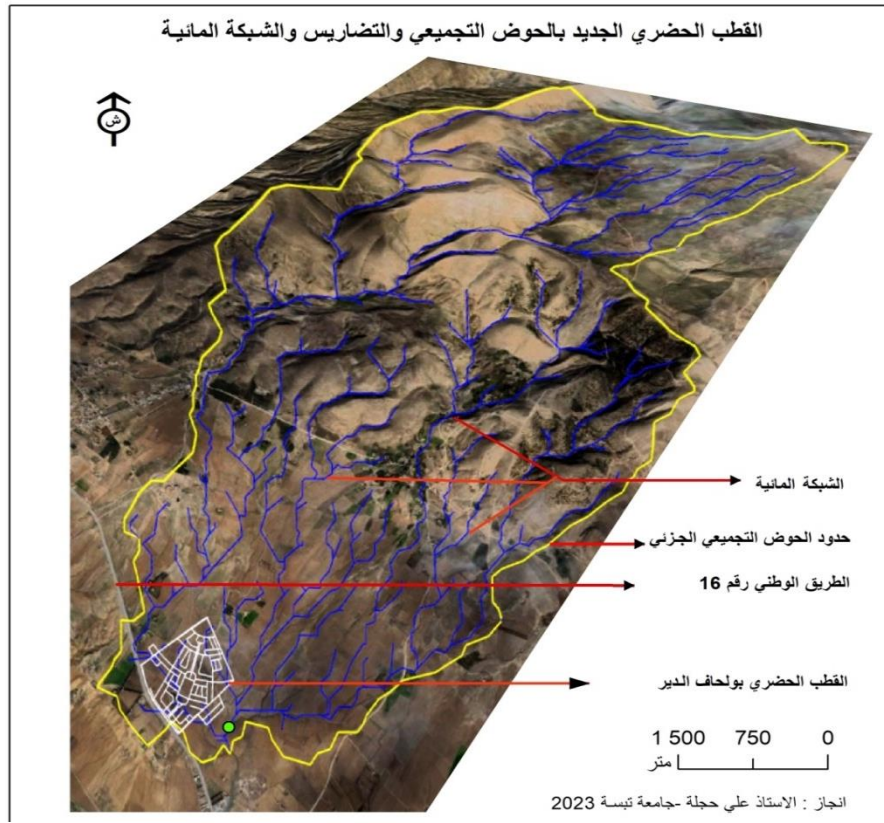 القطب الحضري الجديد بالحوض التجميعي والتضاريس والشبكة المائية
ش
الشبكة المائية
حدود الحوض التجميعي الجزئي
الطريق الوطني رقم 16
القطب الحضري بولحاف الدير
1 500 750 0
متر
انجاز : الاستاذ علي حجلة -جامعة تبسة 2023